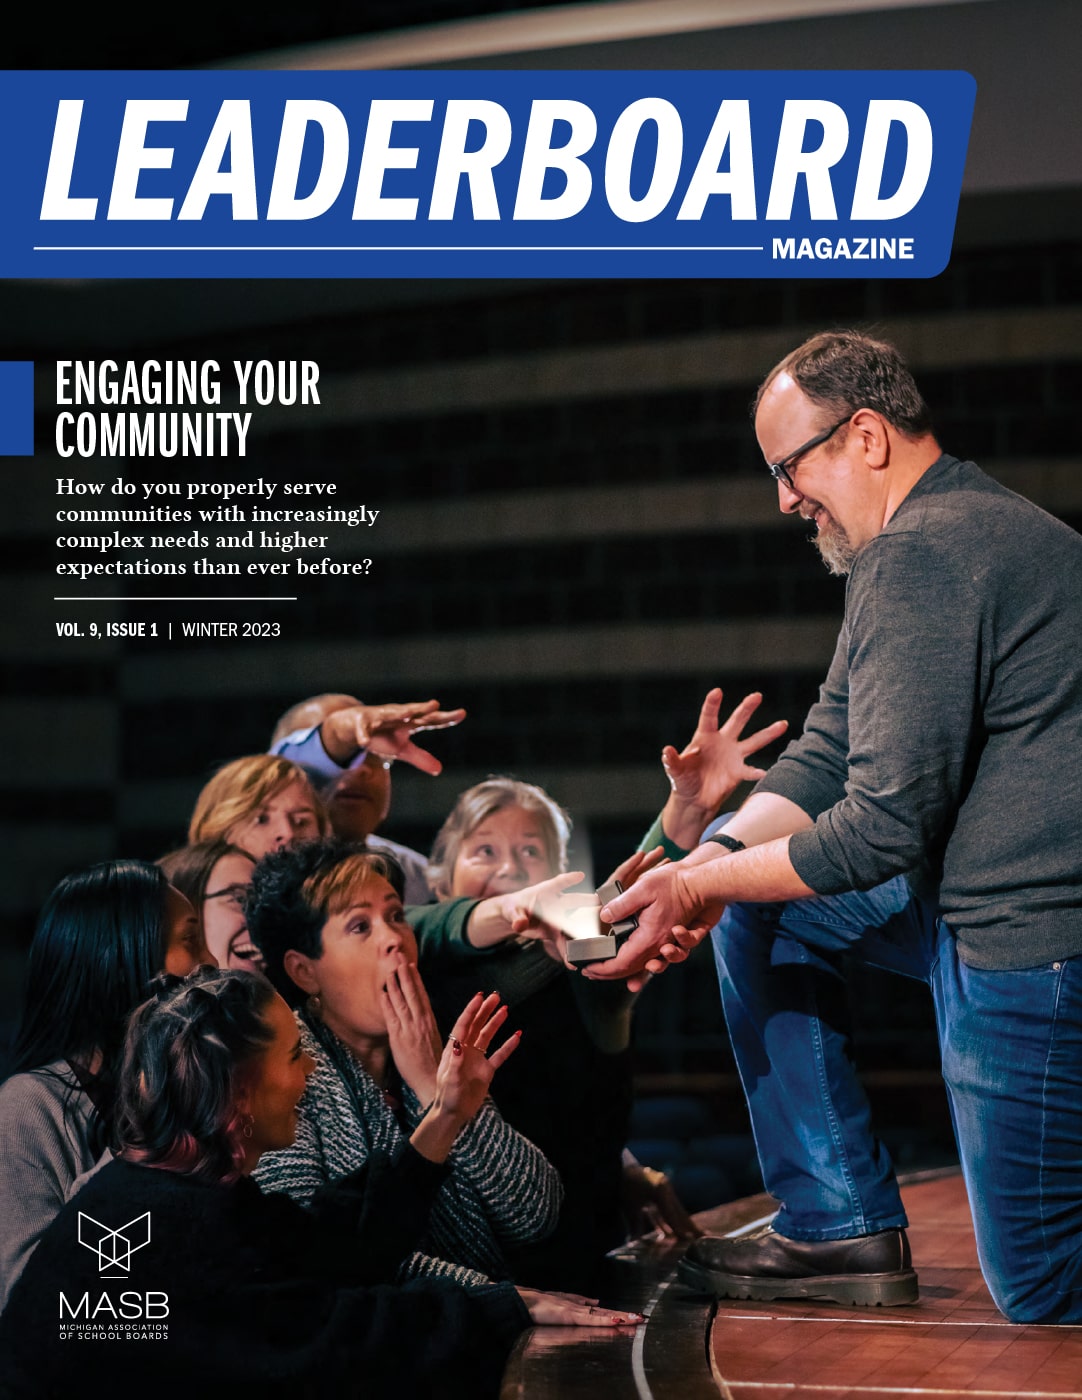 LEADERBOARD
MAGAZINE
ENGAGING YOUR
COMMUNITY
How do you properly serve
communities with increasingly
complex needs and higher
expectations than ever before?
VOL. 9, ISSUE 1 | WINTER 2023
MASB
MICHIGAN ASSOCIATION
OF SCHOOL BOARDS